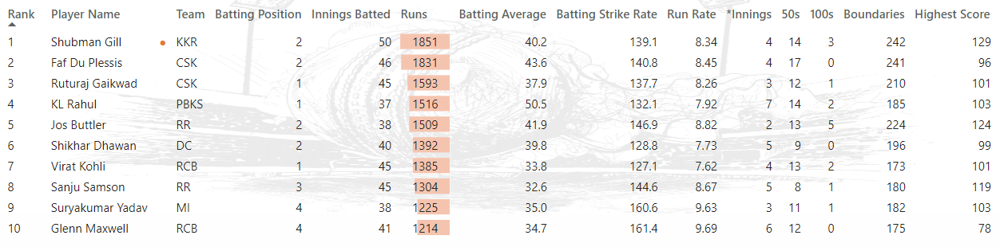 Rank Player Name Team Batting Position Innings Batted Runs Batting Average Batting Strike Rate Run Rate *Innings 50s 100s Boundaries Highest Score
1 Shubman Gill KKR 2 50 1851 40.2 139.1 8.34 4 14 3 242 129
2 Faf Du Plessis CSK 2 46 1831 43.6 140.8 8.45 4 17 0 241 96
3 Ruturaj Gaikwad CSK 1 45 1593 37.9 137.7 8.26 3 12 1 210 101
4 KL Rahul PBKS 1 37 1516 50.5 132.1 7.92 7 14 2 185 103
5 Jos Buttler RR 2 38 1509 41.9 146.9 8.82 2 13 5 224 124
6 Shikhar Dhawan DC 2 40 1392 39.8 128.8 7.73 5 9 0 196 99
7 Virat Kohli RCB 1 45 1385 33.8 127.1 7.62 4 13 2 173 101
8 Sanju Samson RR 3 45 1304 32.6 144.6 8.67 5 8 1 180 119
9 Suryakumar Yadav MI 4 38 1225 35.0 160.6 9.63 3 11 1 182 103
10 Glenn Maxwell RCB 4 41 1214 34.7 161.4 9.69 6 12 0 175 78